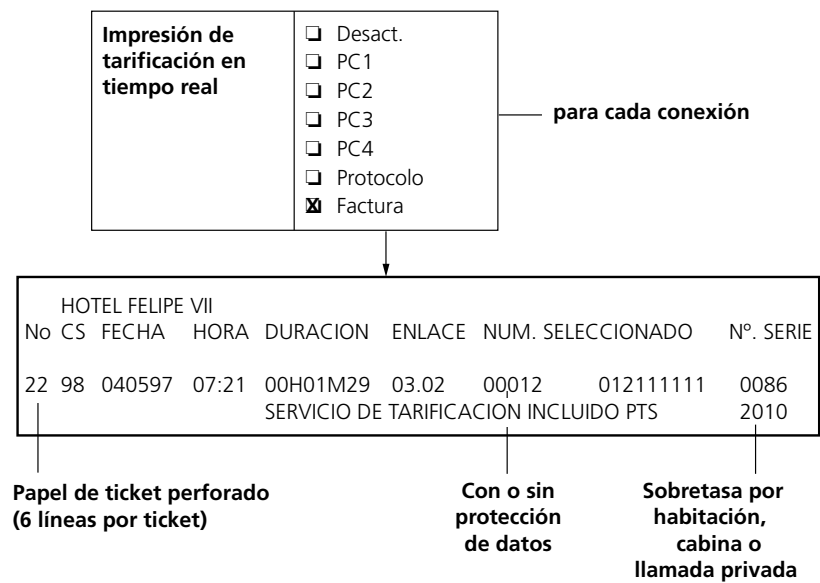 Impresión de
tarificación en
tiempo real
Desact.
PC1
PC2
PC3
PC4
Protocolo
X Factura
para cada conexión
HOTEL FELIPE VII
No CS FECHA HORA DURACION ENLACE NUM. SELECCIONADO Nº. SERIE
22 98 040597 07:21 00H01M29 03.02 00012 012111111 0086
SERVICIO DE TARIFICACION INCLUIDO PTS 2010
Papel de ticket perforado
(6 líneas por ticket)
Con o sin
protección
de datos
Sobretasa por
habitación,
cabina o
llamada privada